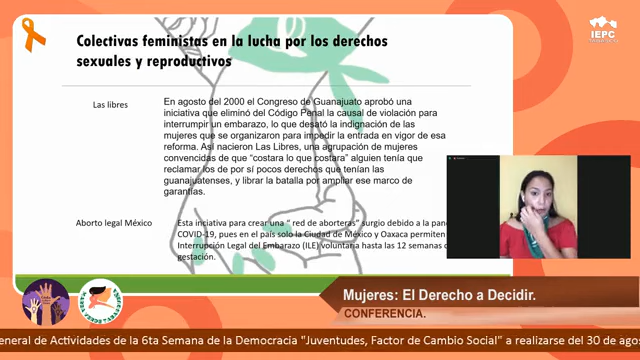 IEPC
TABASCO
Colectivas feministas en la lucha por los derechos
sexuales y reproductivos
Las libres
En agosto del 2000 el Congreso de Guanajuato aprobó una
iniciativa que eliminó del Código Penal la causal de violación para
interrumpir un embarazo, lo que desató la indignación de las
mujeres que se organizaron para impedir la entrada en vigor de esa
reforma. Así nacieron Las Libres, una agrupación de mujeres
convencidas de que “costara lo que costara” alguien tenía que
reclamar los de por sí pocos derechos que tenían las
guanajuatenses, y librar la batalla por ampliar ese marco de
garantías.
Aborto legal México
Esta iniciativa para crear una “ red de aborteras” surgio debido a la pand
COVID-19, pues en el país solo la Ciudad de México y Oaxaca permiten
Interrupción Legal del Embarazo (ILE) voluntaria hasta las 12 semanas d
gestación.
Mujeres: El Derecho a Decidir.
CONFERENCIA.
eneral de Actividades de la 6ta Semana de la Democracia "Juventudes, Factor de Cambio Social” a realizarse del 30 de ago